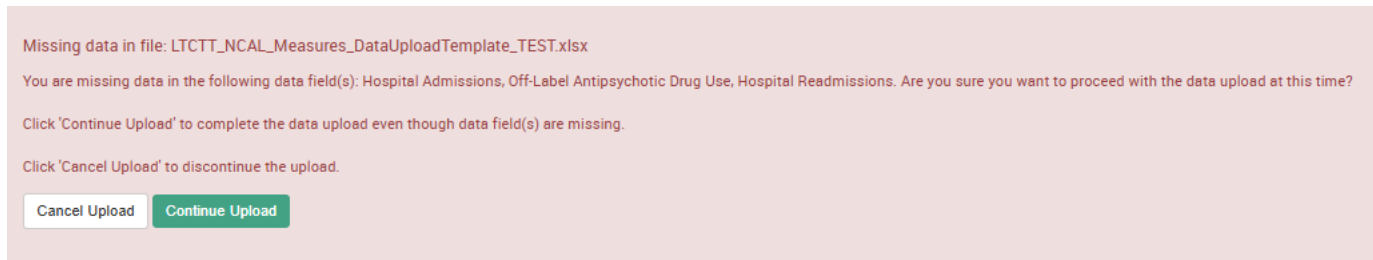 Missing data in file: LTCTT_NCAL_Measures_DataUploadTemplate_TEST.xlsx
You are missing data in the following data field(s): Hospital Admissions, Off-Label Antipsychotic Drug Use, Hospital Readmissions. Are you sure you want to proceed with the data upload at this time?
Click 'Continue Upload' to complete the data upload even though data field(s) are missing.
Click 'Cancel Upload' to discontinue the upload.
Cancel Upload Continue Upload